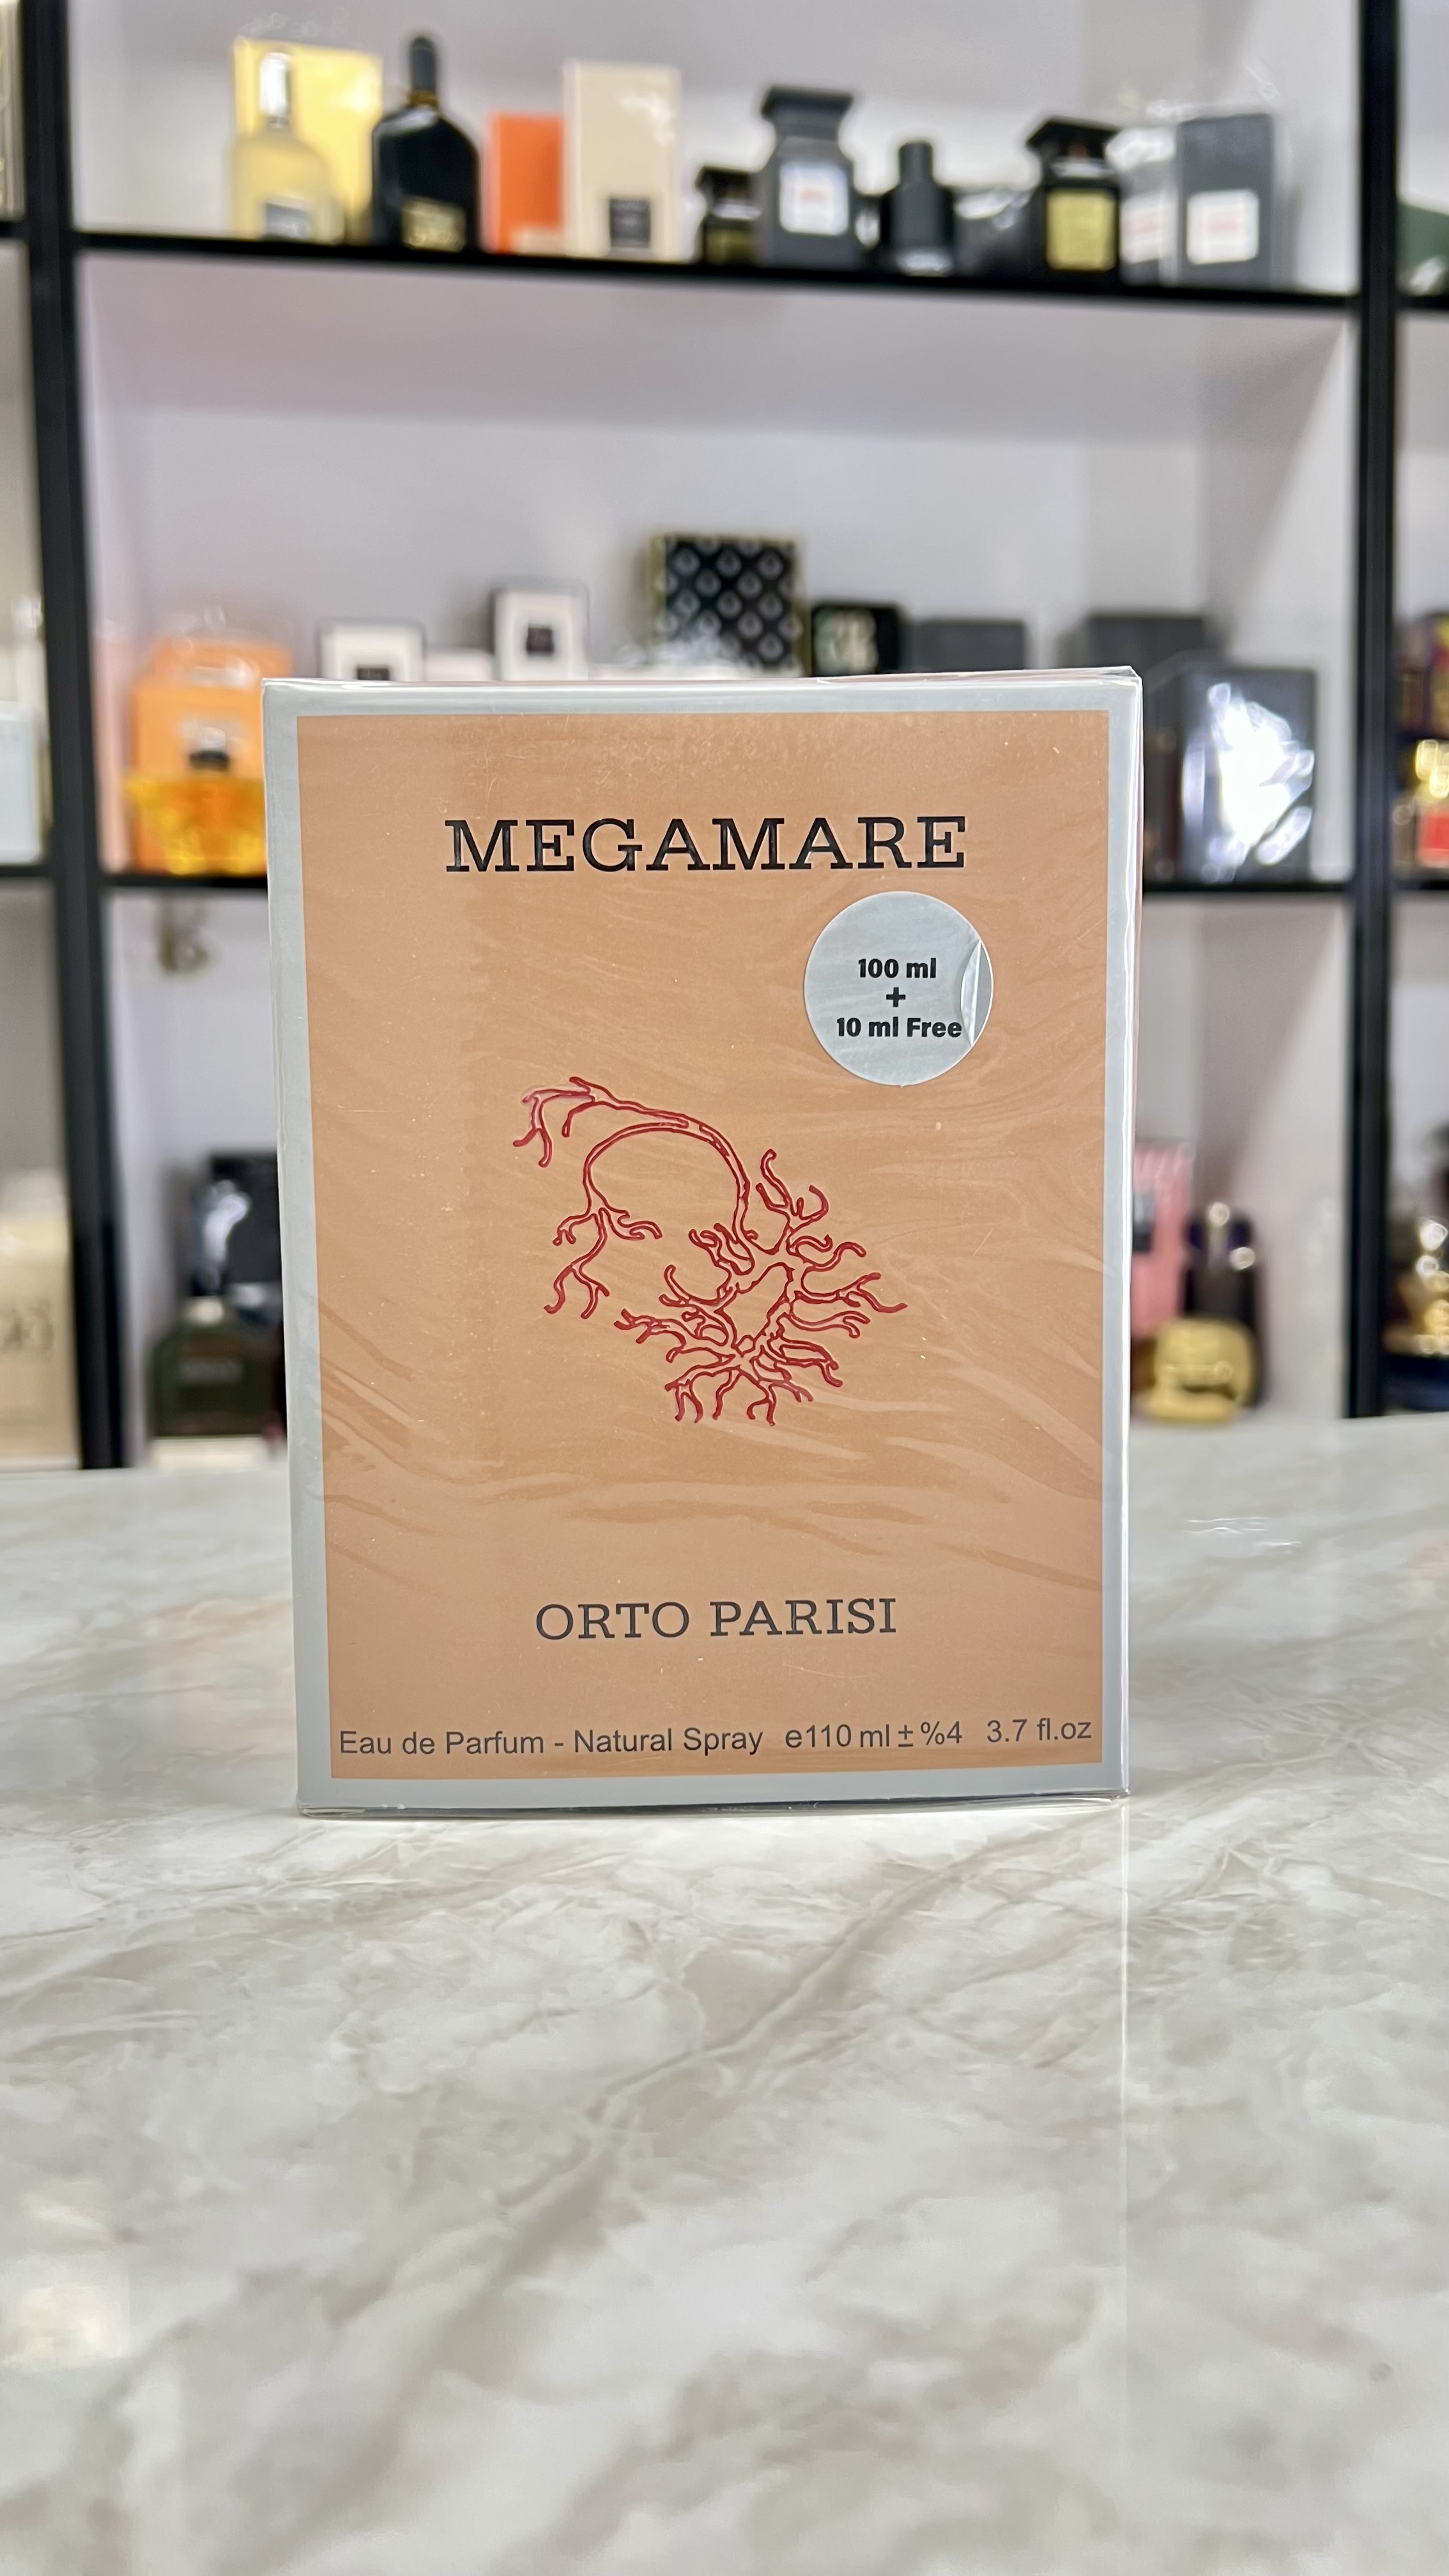 MEGAMARE
100 ml
+
10 ml Free
ORTO PARISI
Eau de Parfum - Natural Spray e110 ml ± %4 3.7 fl.oz